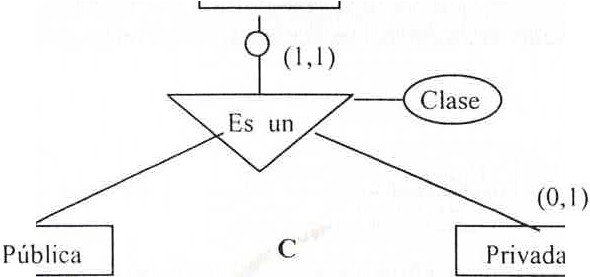 (1,1)
Clase
Es un
(0,1)
Pública
C
Privada